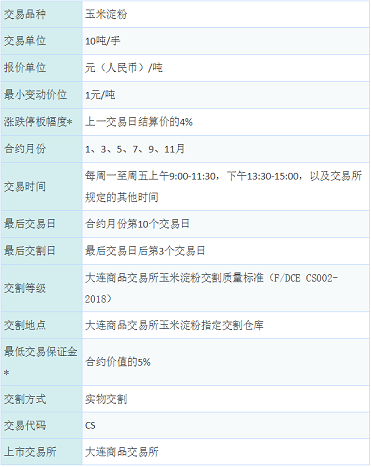 交易品种 玉米淀粉
交易单位 10吨/手
报价单位 元（人民币）/吨
最小变动价位 1元/吨
涨跌停板幅度* 上一交易日结算价的4%
合约月份 1、3、5、7、9、11月
交易时间 每周一至周五上午9:00-11:30，下午13:30-15:00，以及交易所
规定的其他时间
最后交易日 合约月份第10个交易日
最后交割日 最后交易日后第3个交易日
交割等级 大连商品交易所玉米淀粉交割质量标准（F/DCE CS002-
2018）
交割地点 大连商品交易所玉米淀粉指定交割仓库
最低交易保证金
* 合约价值的5%
交割方式 实物交割
交易代码 CS
上市交易所 大连商品交易所